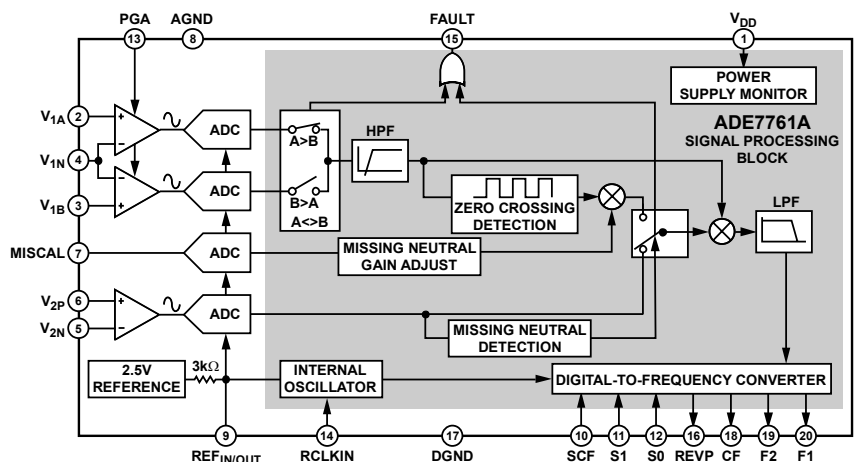 PGA AGND FAULT V_DD
13 8 15 1
POWER
SUPPLY MONITOR
ADE7761A
SIGNAL PROCESSING
BLOCK
V1A 2 + − ADC
A>B
HPF
V1N 4
V1B 3 − + ADC
B>A
A<>B
ZERO CROSSING
DETECTION
LPF
MISCAL 7 ADC
MISSING NEUTRAL
GAIN ADJUST
V2P 6 +
V2N 5 − ADC
MISSING NEUTRAL
DETECTION
2.5V
REFERENCE
3kΩ
INTERNAL
OSCILLATOR
DIGITAL-TO-FREQUENCY CONVERTER
9 14 17 10 11 12 16 18 19 20
REFIN/OUT RCLKIN DGND SCF S1 S0 REVP CF F2 F1